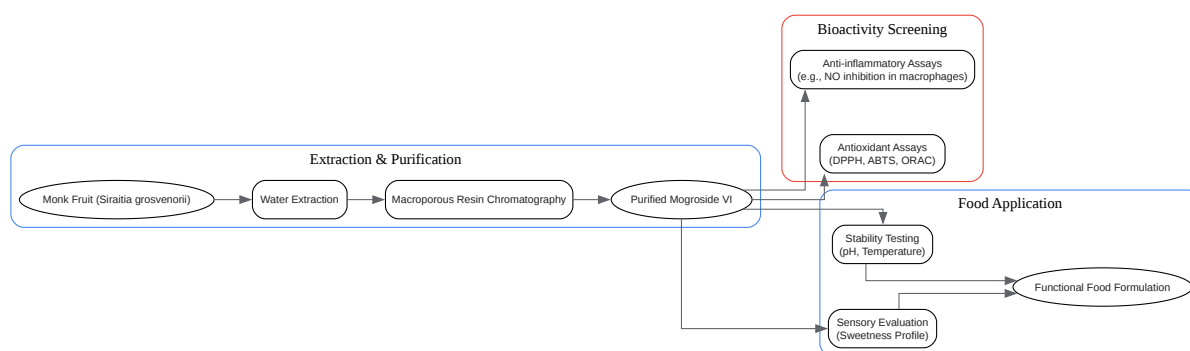 Bioactivity Screening
Anti-inflammatory Assays
(e.g., NO inhibition in macrophages)
Antioxidant Assays
(DPPH, ABTS, ORAC)
Extraction & Purification
Monk Fruit (Siraitia grosvenorii)
Water Extraction
Macroporous Resin Chromatography
Purified Mogroside VI
Food Application
Stability Testing
(pH, Temperature)
Functional Food Formulation
Sensory Evaluation
(Sweetness Profile)